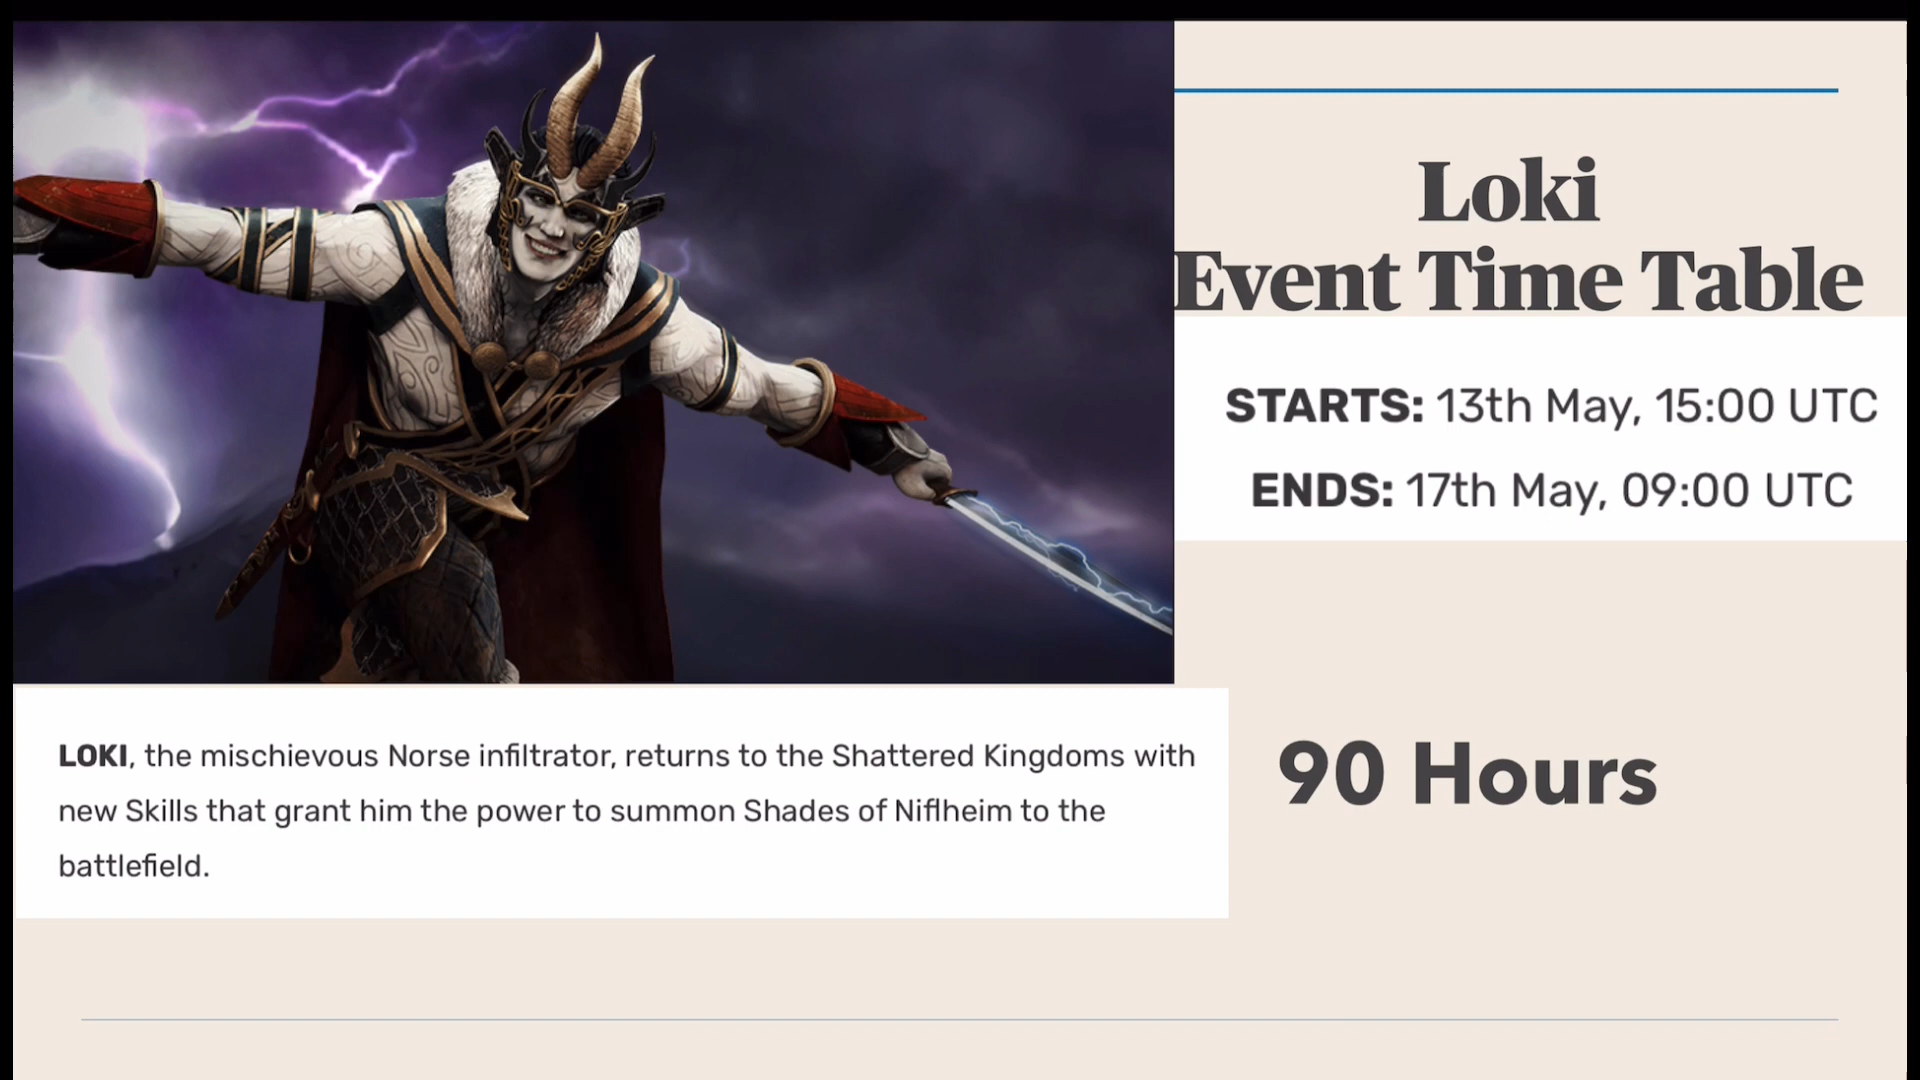 Loki
Event Time Table
STARTS: 13th May, 15:00 UTC
ENDS: 17th May, 09:00 UTC
LOKI, the mischievous Norse infiltrator, returns to the Shattered Kingdoms with
new Skills that grant him the power to summon Shades of Niflheim to the
battlefield.
90 Hours